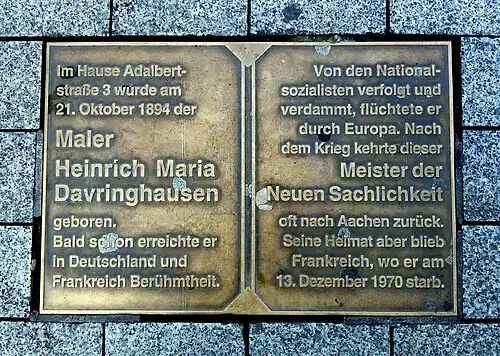 Im Hause Adalbert-
straße 3 wurde am
21. Oktober 1894 der
Maler
Heinrich Maria
Davringhausen
geboren.
Bald schon erreichte er
in Deutschland und
Frankreich Berühmtheit.
Von den National-
sozialisten verfolgt und
verdammt, flüchtete er
durch Europa. Nach
dem Krieg kehrte dieser
Meister der
Neuen Sachlichkeit
oft nach Aachen zurück.
Seine Heimat aber blieb
Frankreich, wo er am
13. Dezember 1970 starb.